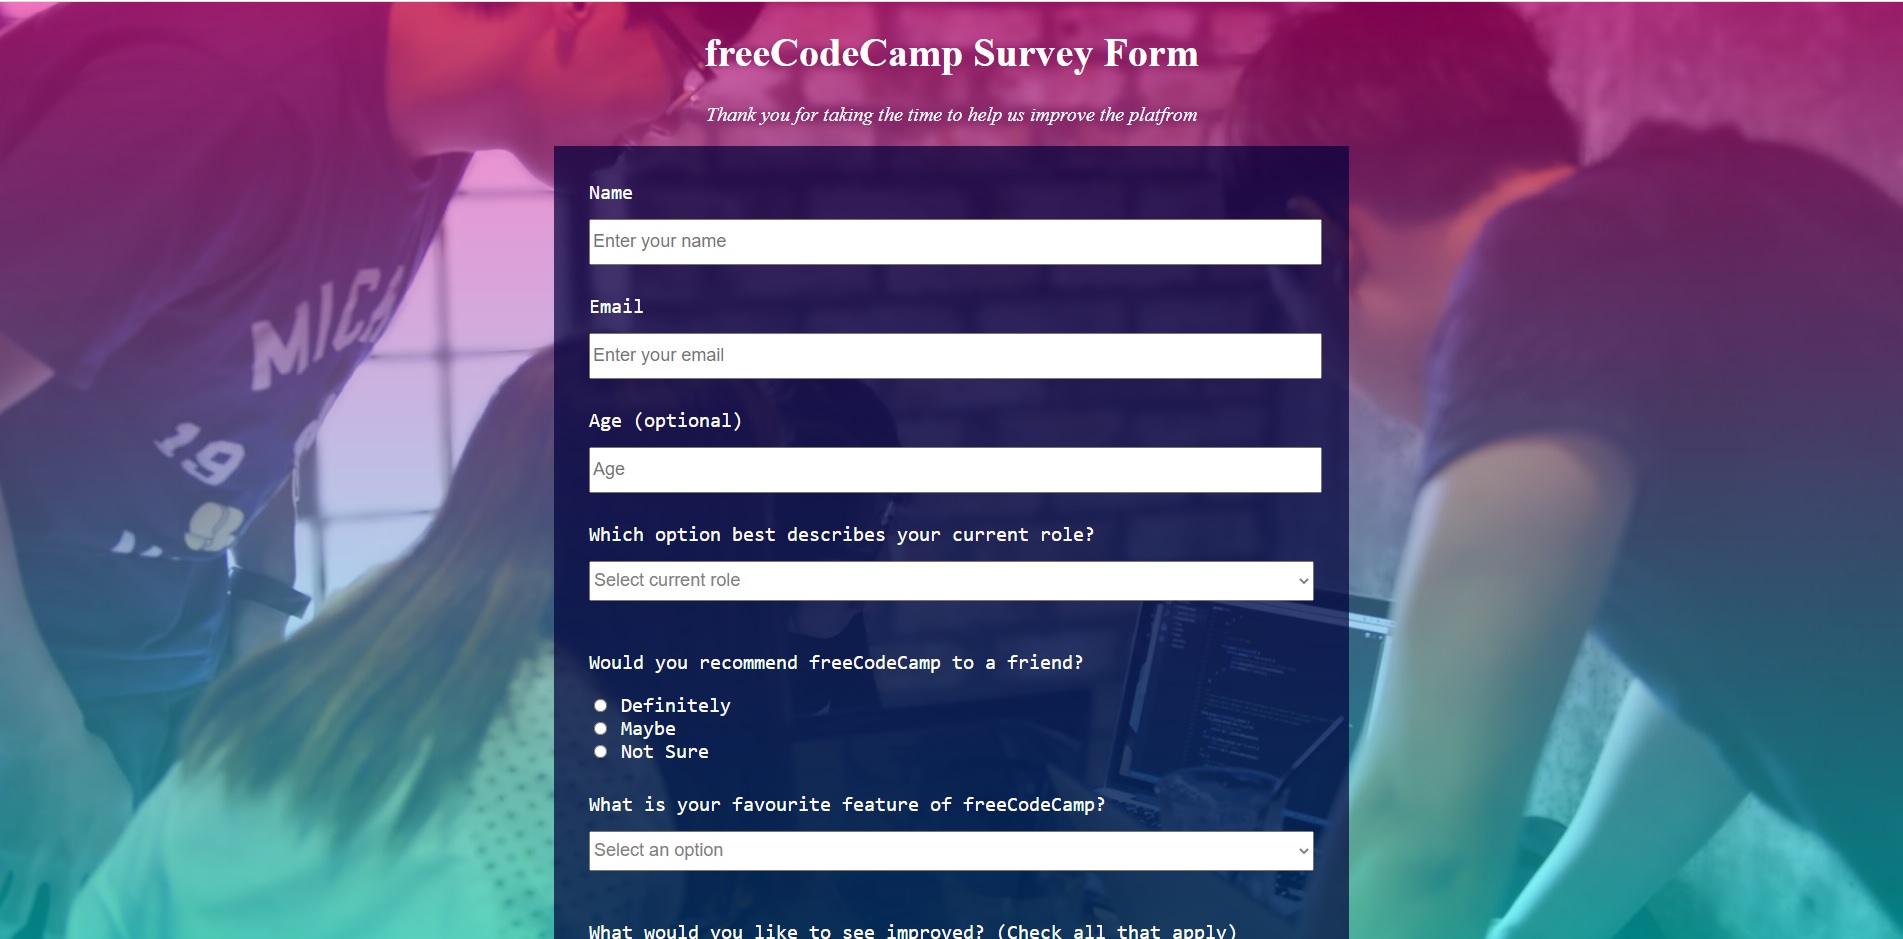 freeCodeCamp Survey Form
Thank you for taking the time to help us improve the platfrom
Name
Enter your name
Email
Enter your email
Age (optional)
Age
Which option best describes your current role?
Select current role
Would you recommend freeCodeCamp to a friend?
Definitely
Maybe
Not Sure
What is your favourite feature of freeCodeCamp?
Select an option
What would you like to see improved? (Check all that apply)
MICH
19